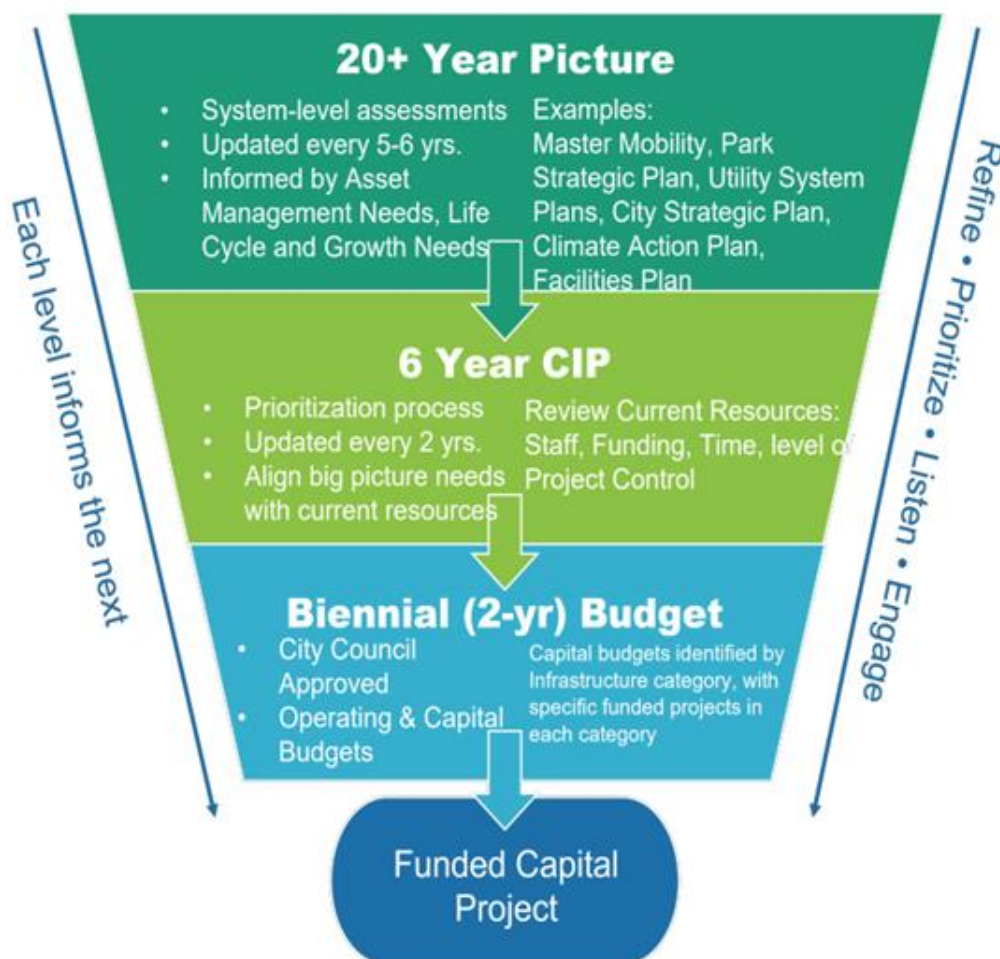 20+ Year Picture
• System-level assessments
• Updated every 5-6 yrs.
• Informed by Asset
Management Needs, Life
Cycle and Growth Needs
Examples:
Master Mobility, Park
Strategic Plan, Utility System
Plans, City Strategic Plan,
Climate Action Plan,
Facilities Plan
6 Year CIP
• Prioritization process
• Updated every 2 yrs.
• Align big picture needs
with current resources
Review Current Resources:
Staff, Funding, Time, level of
Project Control
Biennial (2-yr) Budget
• City Council
Approved
• Operating & Capital
Budgets
Capital budgets identified by
Infrastructure category, with
specific funded projects in
each category
Funded Capital
Project
Each level informs the next
Refine • Prioritize • Listen • Engage